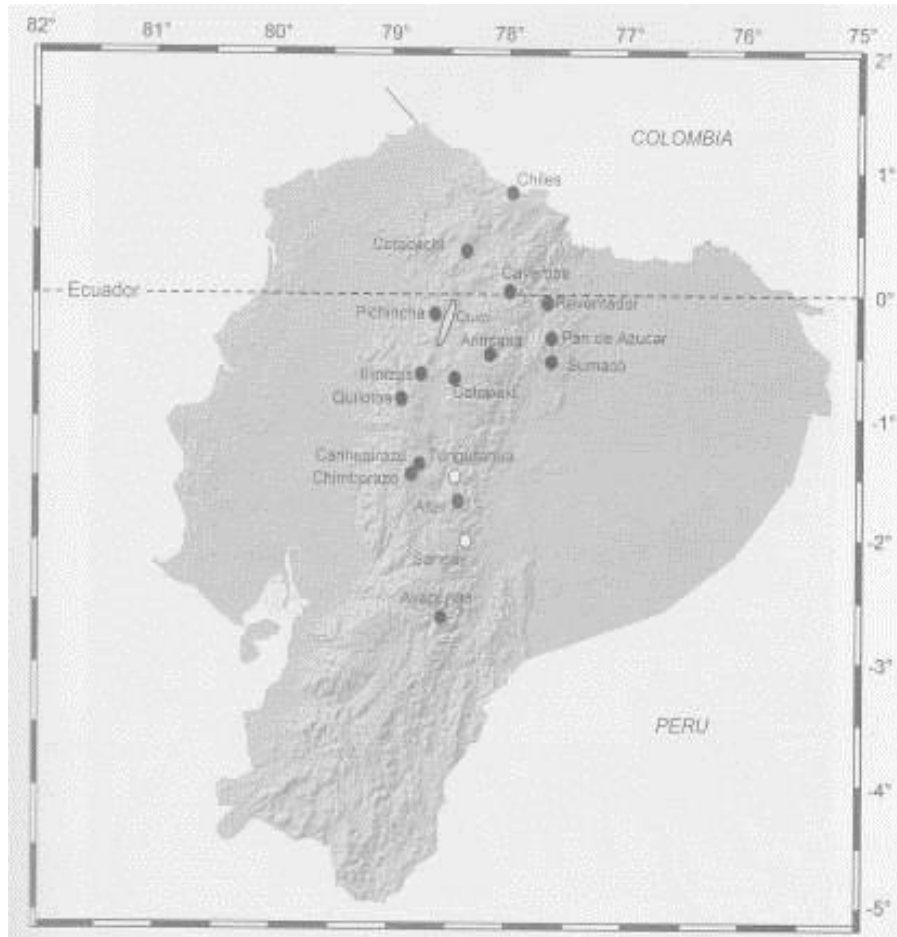 82° 81° 80° 79° 78° 77° 76° 75°
2°
COLOMBIA
1°
Chiles
Cotacachi
Cayambe
Ecuador
0°
Reventador
Pichincha
Quito
Antisana
Pan de Azucar
Sumaco
Illinizas
Cotopaxi
Quilotoa
-1°
Carihuairazo
Tungurahua
Chimborazo
Altar
-2°
Sangay
-3°
PERU
-4°
-5°